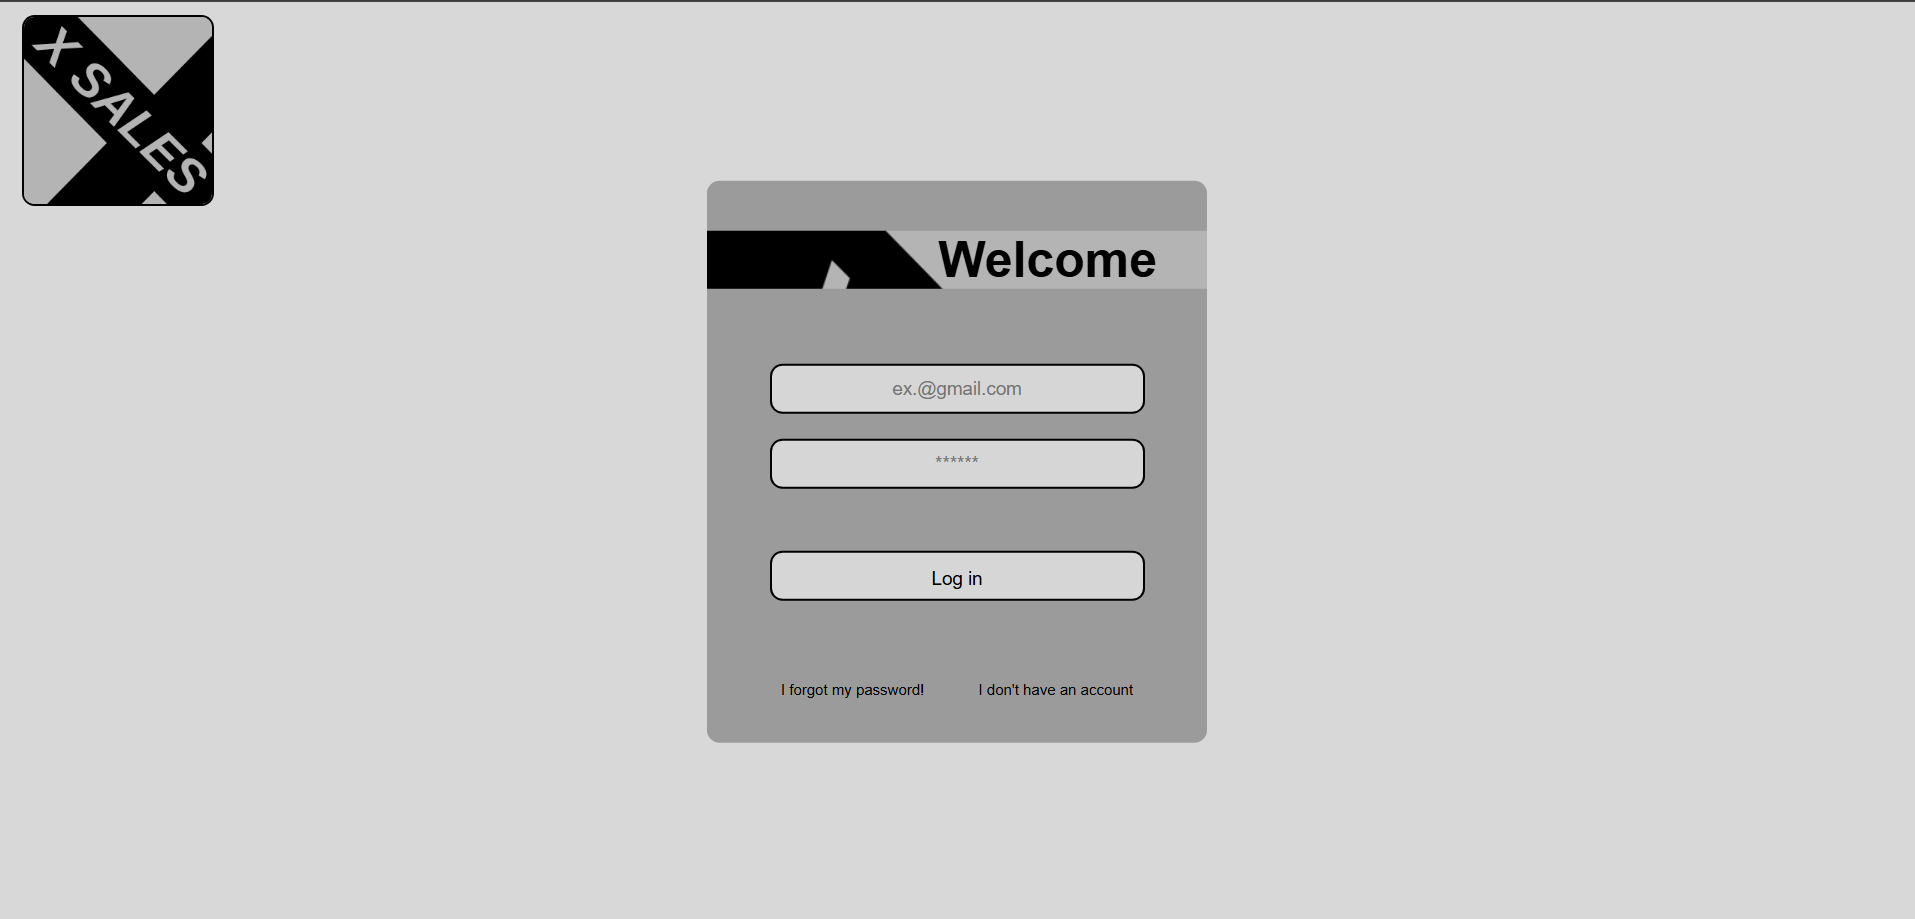 X SALES
Welcome
ex.@gmail.com
******
Log in
I forgot my password! I don't have an account